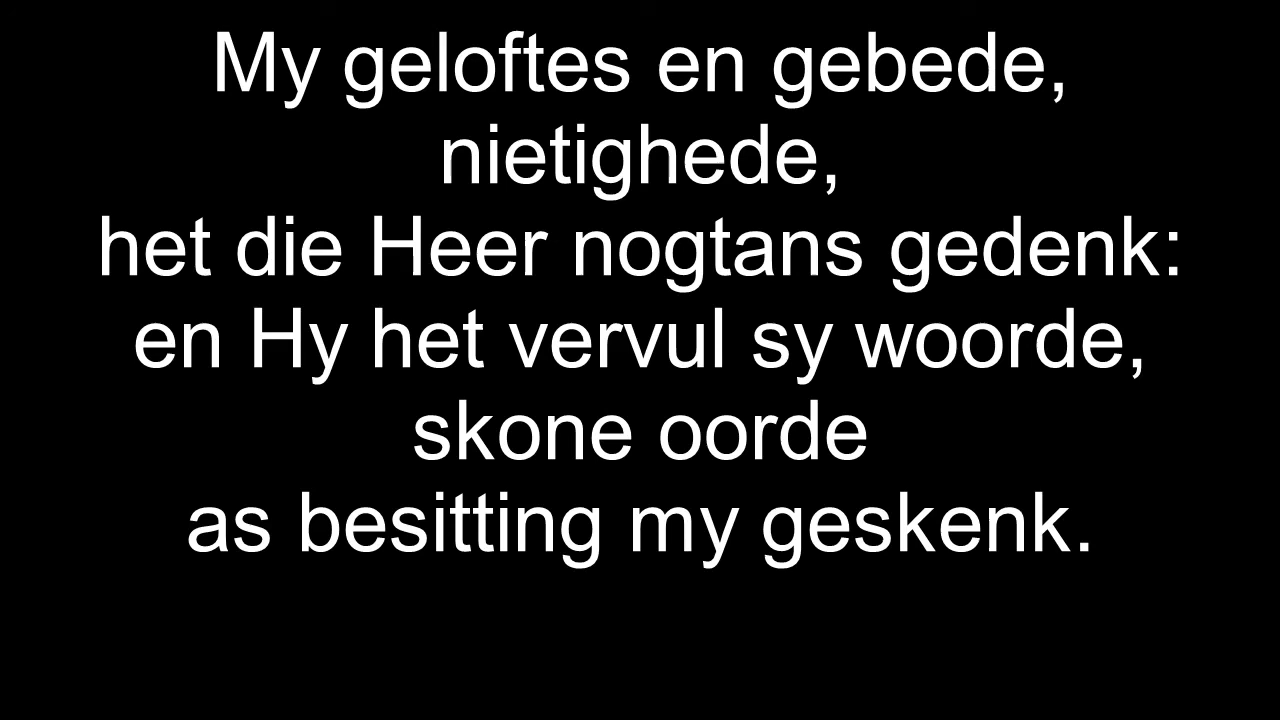 My geloftes en gebede,
nietighede,
het die Heer nogtans gedenk:
en Hy het vervul sy woorde,
skone oorde
as besitting my geskenk.